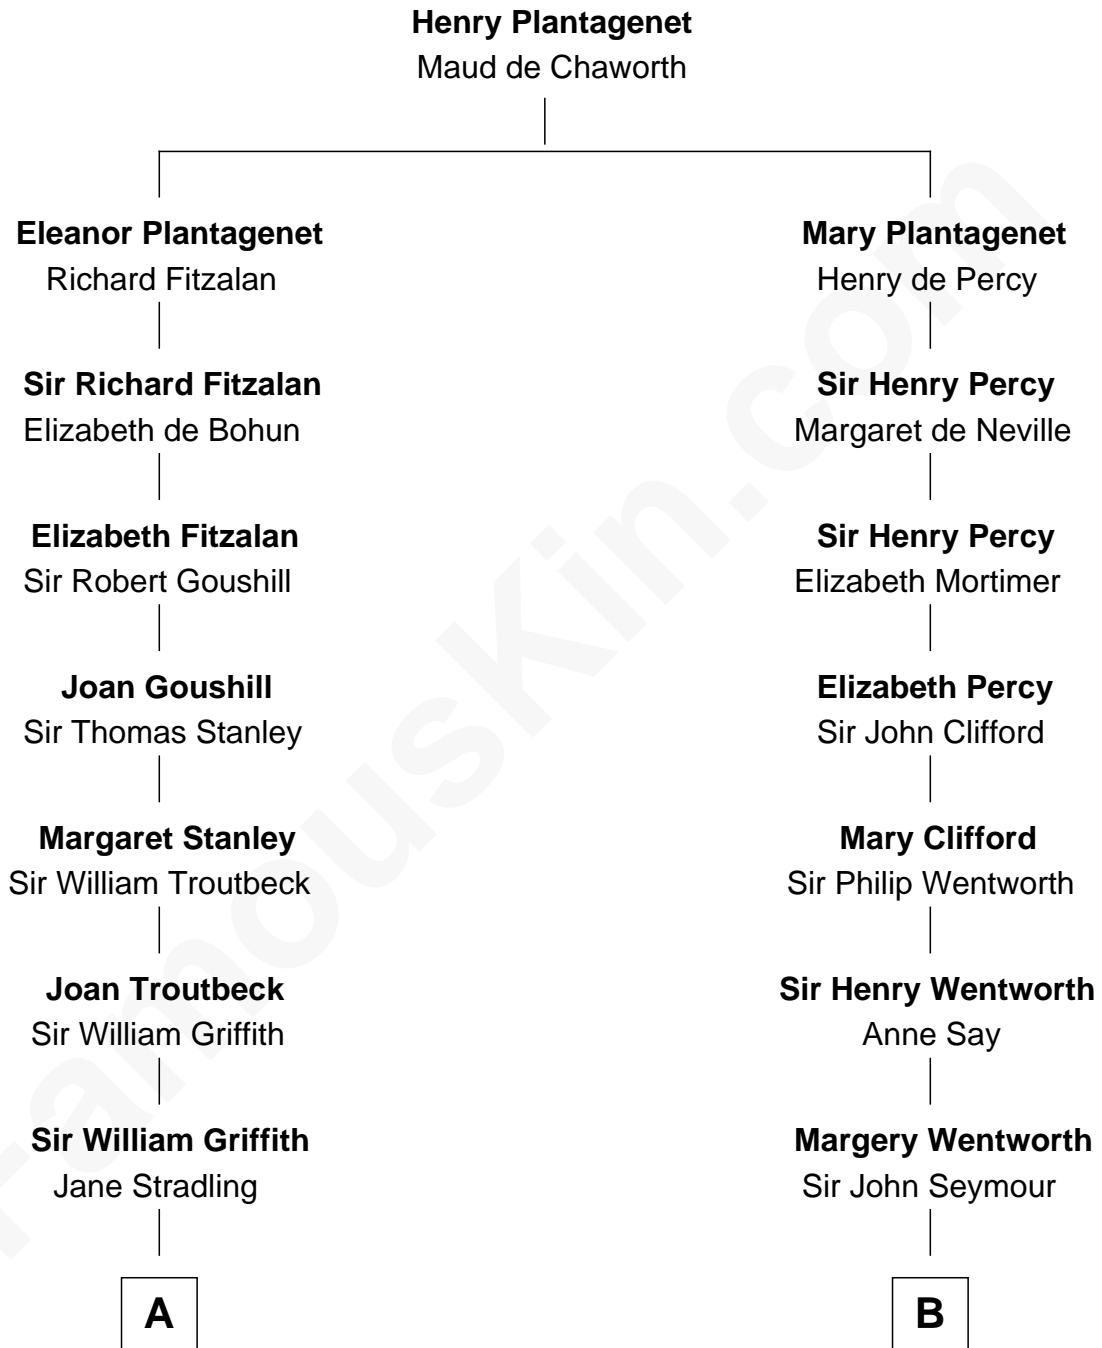 Henry Plantagenet
Maud de Chaworth
Eleanor Plantagenet
Richard Fitzalan
Mary Plantagenet
Henry de Percy
Sir Richard Fitzalan
Elizabeth de Bohun
Sir Henry Percy
Margaret de Neville
Elizabeth Fitzalan
Sir Robert Goushill
Sir Henry Percy
Elizabeth Mortimer
Joan Goushill
Sir Thomas Stanley
Elizabeth Percy
Sir John Clifford
Margaret Stanley
Sir William Troutbeck
Mary Clifford
Sir Philip Wentworth
Joan Troutbeck
Sir William Griffith
Sir Henry Wentworth
Anne Say
Sir William Griffith
Jane Stradling
Margery Wentworth
Sir John Seymour
A
B
FamousKin.com